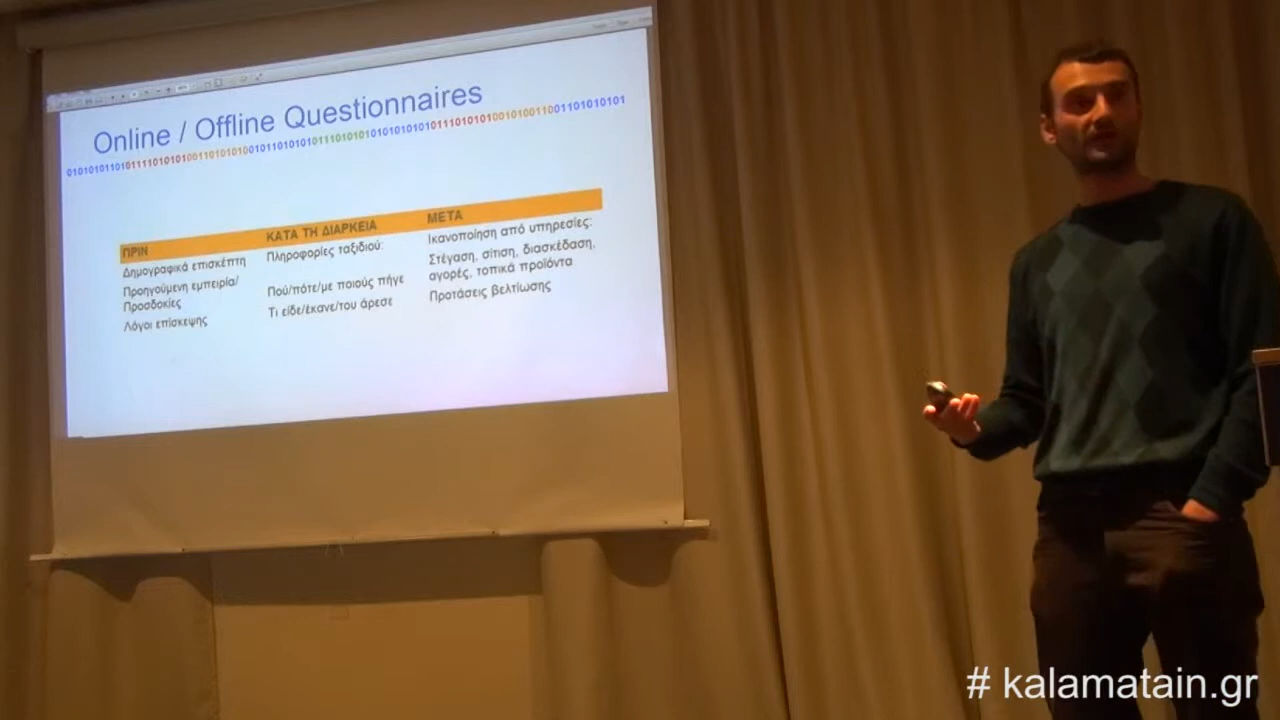 Online / Offline Questionnaires
ΠΡΙΝ ΚΑΤΑ ΤΗ ΔΙΑΡΚΕΙΑ ΜΕΤΑ
Δημογραφικά επισκέπτη Πληροφορίες ταξιδιού: Ικανοποίηση από υπηρεσίες:
Προηγούμενη εμπειρία/ Πού/πότε/με ποιούς πήγε Στέγαση, σίτιση, διασκέδαση,
Προσδοκίες αγορές, τοπικά προϊόντα
Λόγοι επίσκεψης Τι είδε/έκανε/του άρεσε Προτάσεις βελτίωσης
# kalamatain.gr